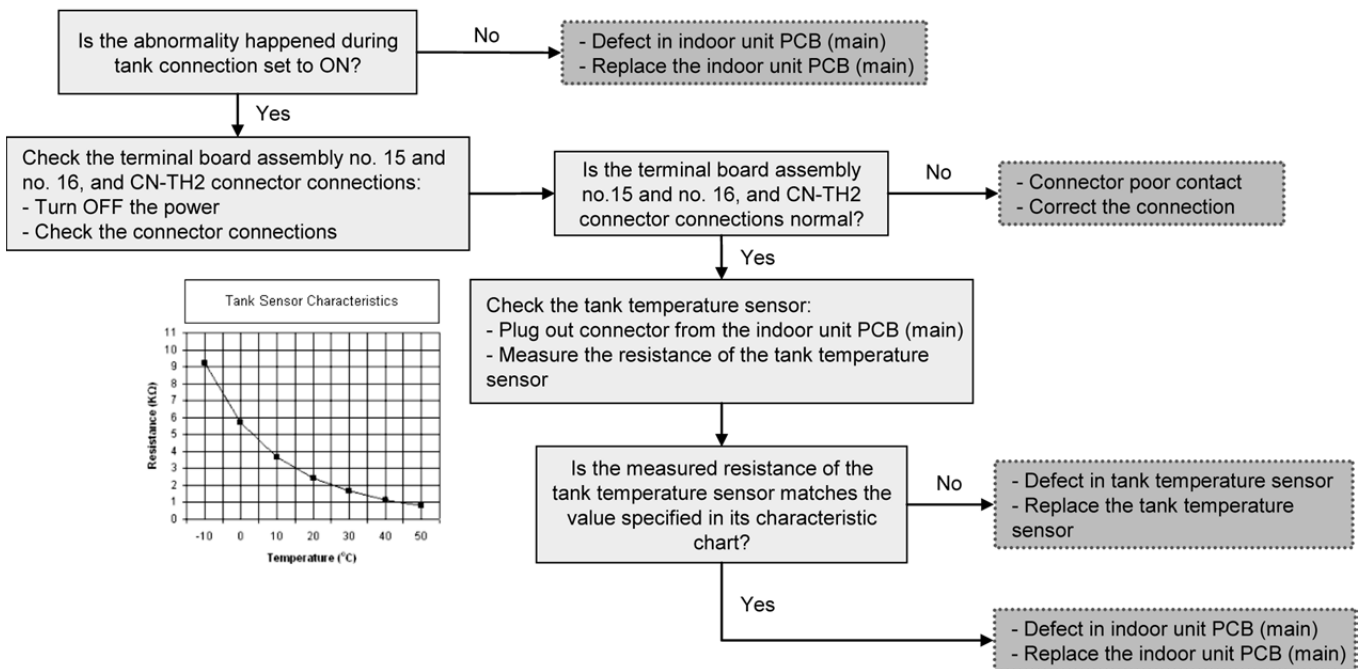 Is the abnormality happened during
tank connection set to ON?
No
- Defect in indoor unit PCB (main)
- Replace the indoor unit PCB (main)
Yes
Check the terminal board assembly no. 15 and
no. 16, and CN-TH2 connector connections:
- Turn OFF the power
- Check the connector connections
Is the terminal board assembly
no.15 and no. 16, and CN-TH2
connector connections normal?
No
- Connector poor contact
- Correct the connection
Yes
Tank Sensor Characteristics
Resistance (KΩ)
11
10
9
8
7
6
5
4
3
2
1
0
-10 0 10 20 30 40 50
Temperature (°C)
Check the tank temperature sensor:
- Plug out connector from the indoor unit PCB (main)
- Measure the resistance of the tank temperature
sensor
Is the measured resistance of the
tank temperature sensor matches the
value specified in its characteristic
chart?
No
- Defect in tank temperature sensor
- Replace the tank temperature
sensor
Yes
- Defect in indoor unit PCB (main)
- Replace the indoor unit PCB (main)